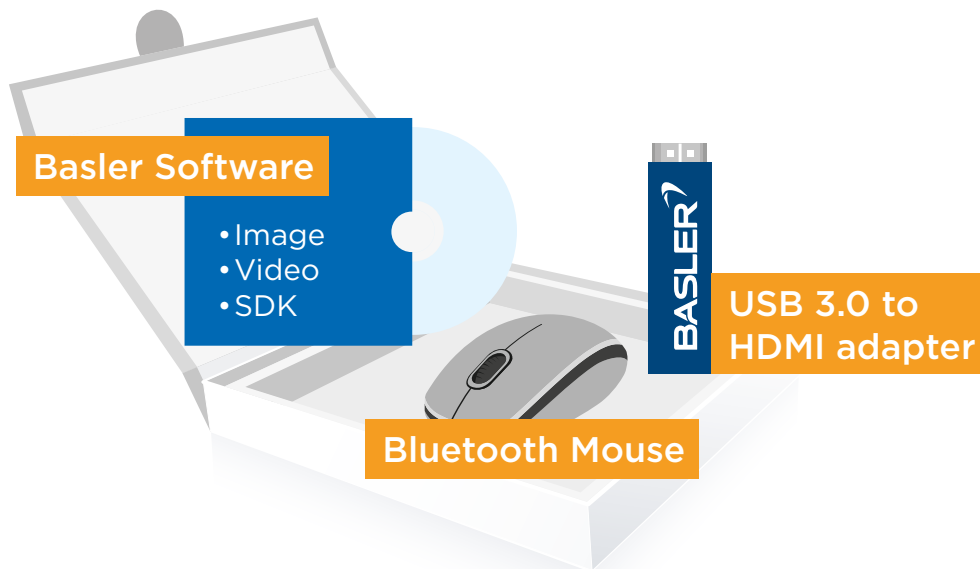 Basler Software
• Image
• Video
• SDK
BASLER
USB 3.0 to
HDMI adapter
Bluetooth Mouse